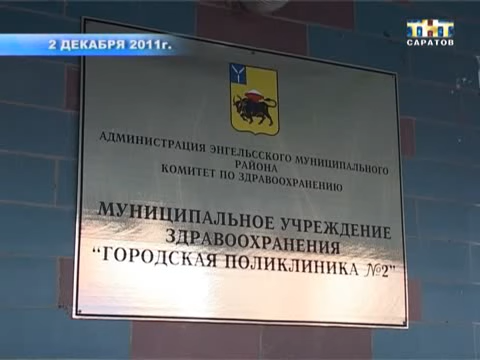 2 ДЕКАБРЯ 2011г.
ТНТ
САРАТОВ
АДМИНИСТРАЦИЯ ЭНГЕЛЬССКОГО МУНИЦИПАЛЬНОГО
РАЙОНА
КОМИТЕТ ПО ЗДРАВООХРАНЕНИЮ
МУНИЦИПАЛЬНОЕ УЧРЕЖДЕНИЕ
ЗДРАВООХРАНЕНИЯ
"ГОРОДСКАЯ ПОЛИКЛИНИКА №2"